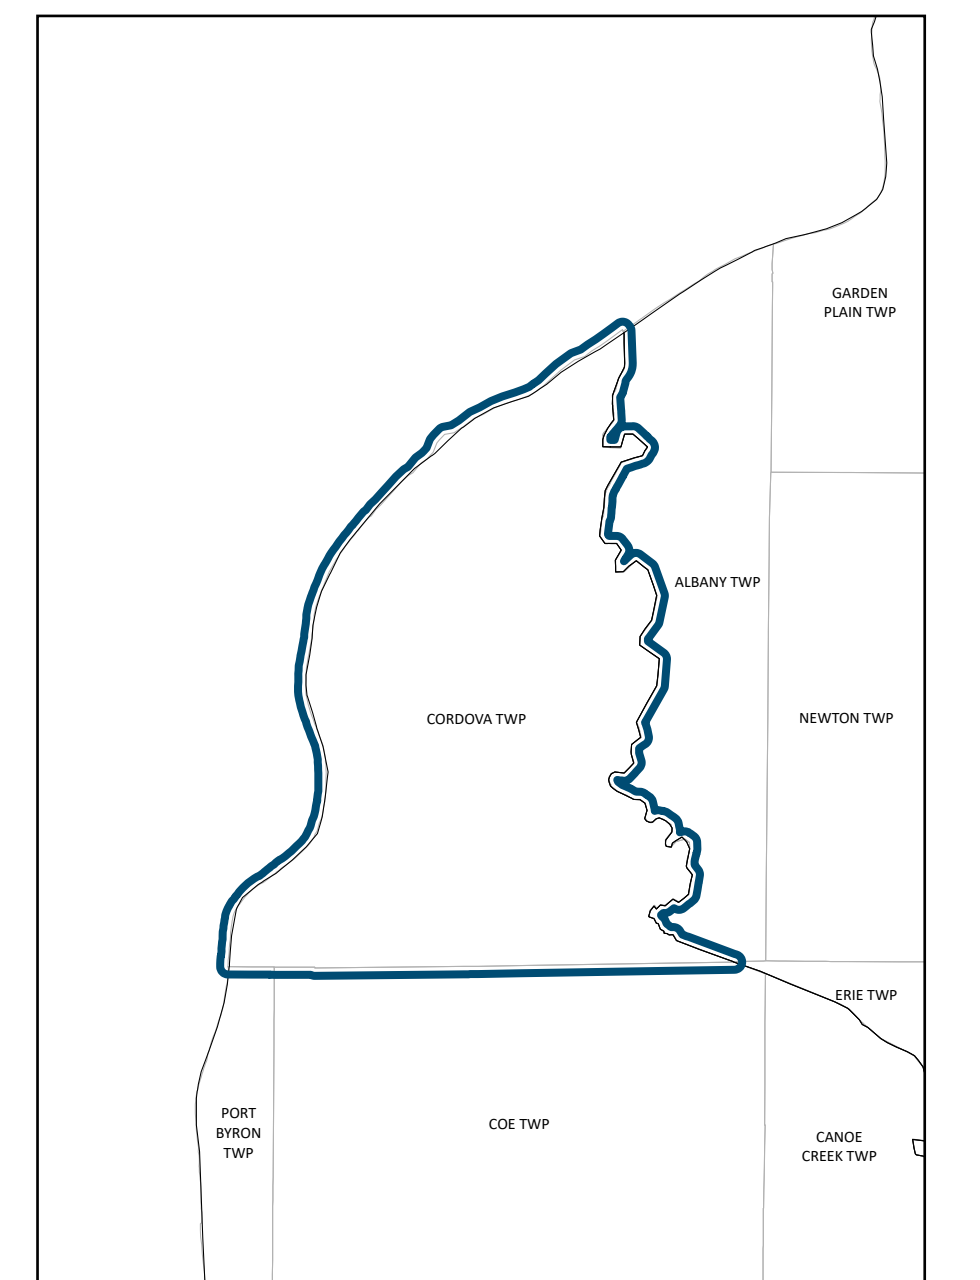 GARDEN
PLAIN TWP
ALBANY TWP
CORDOVA TWP
NEWTON TWP
ERIE TWP
PORT
BYRON
TWP
COE TWP
CANOE
CREEK TWP